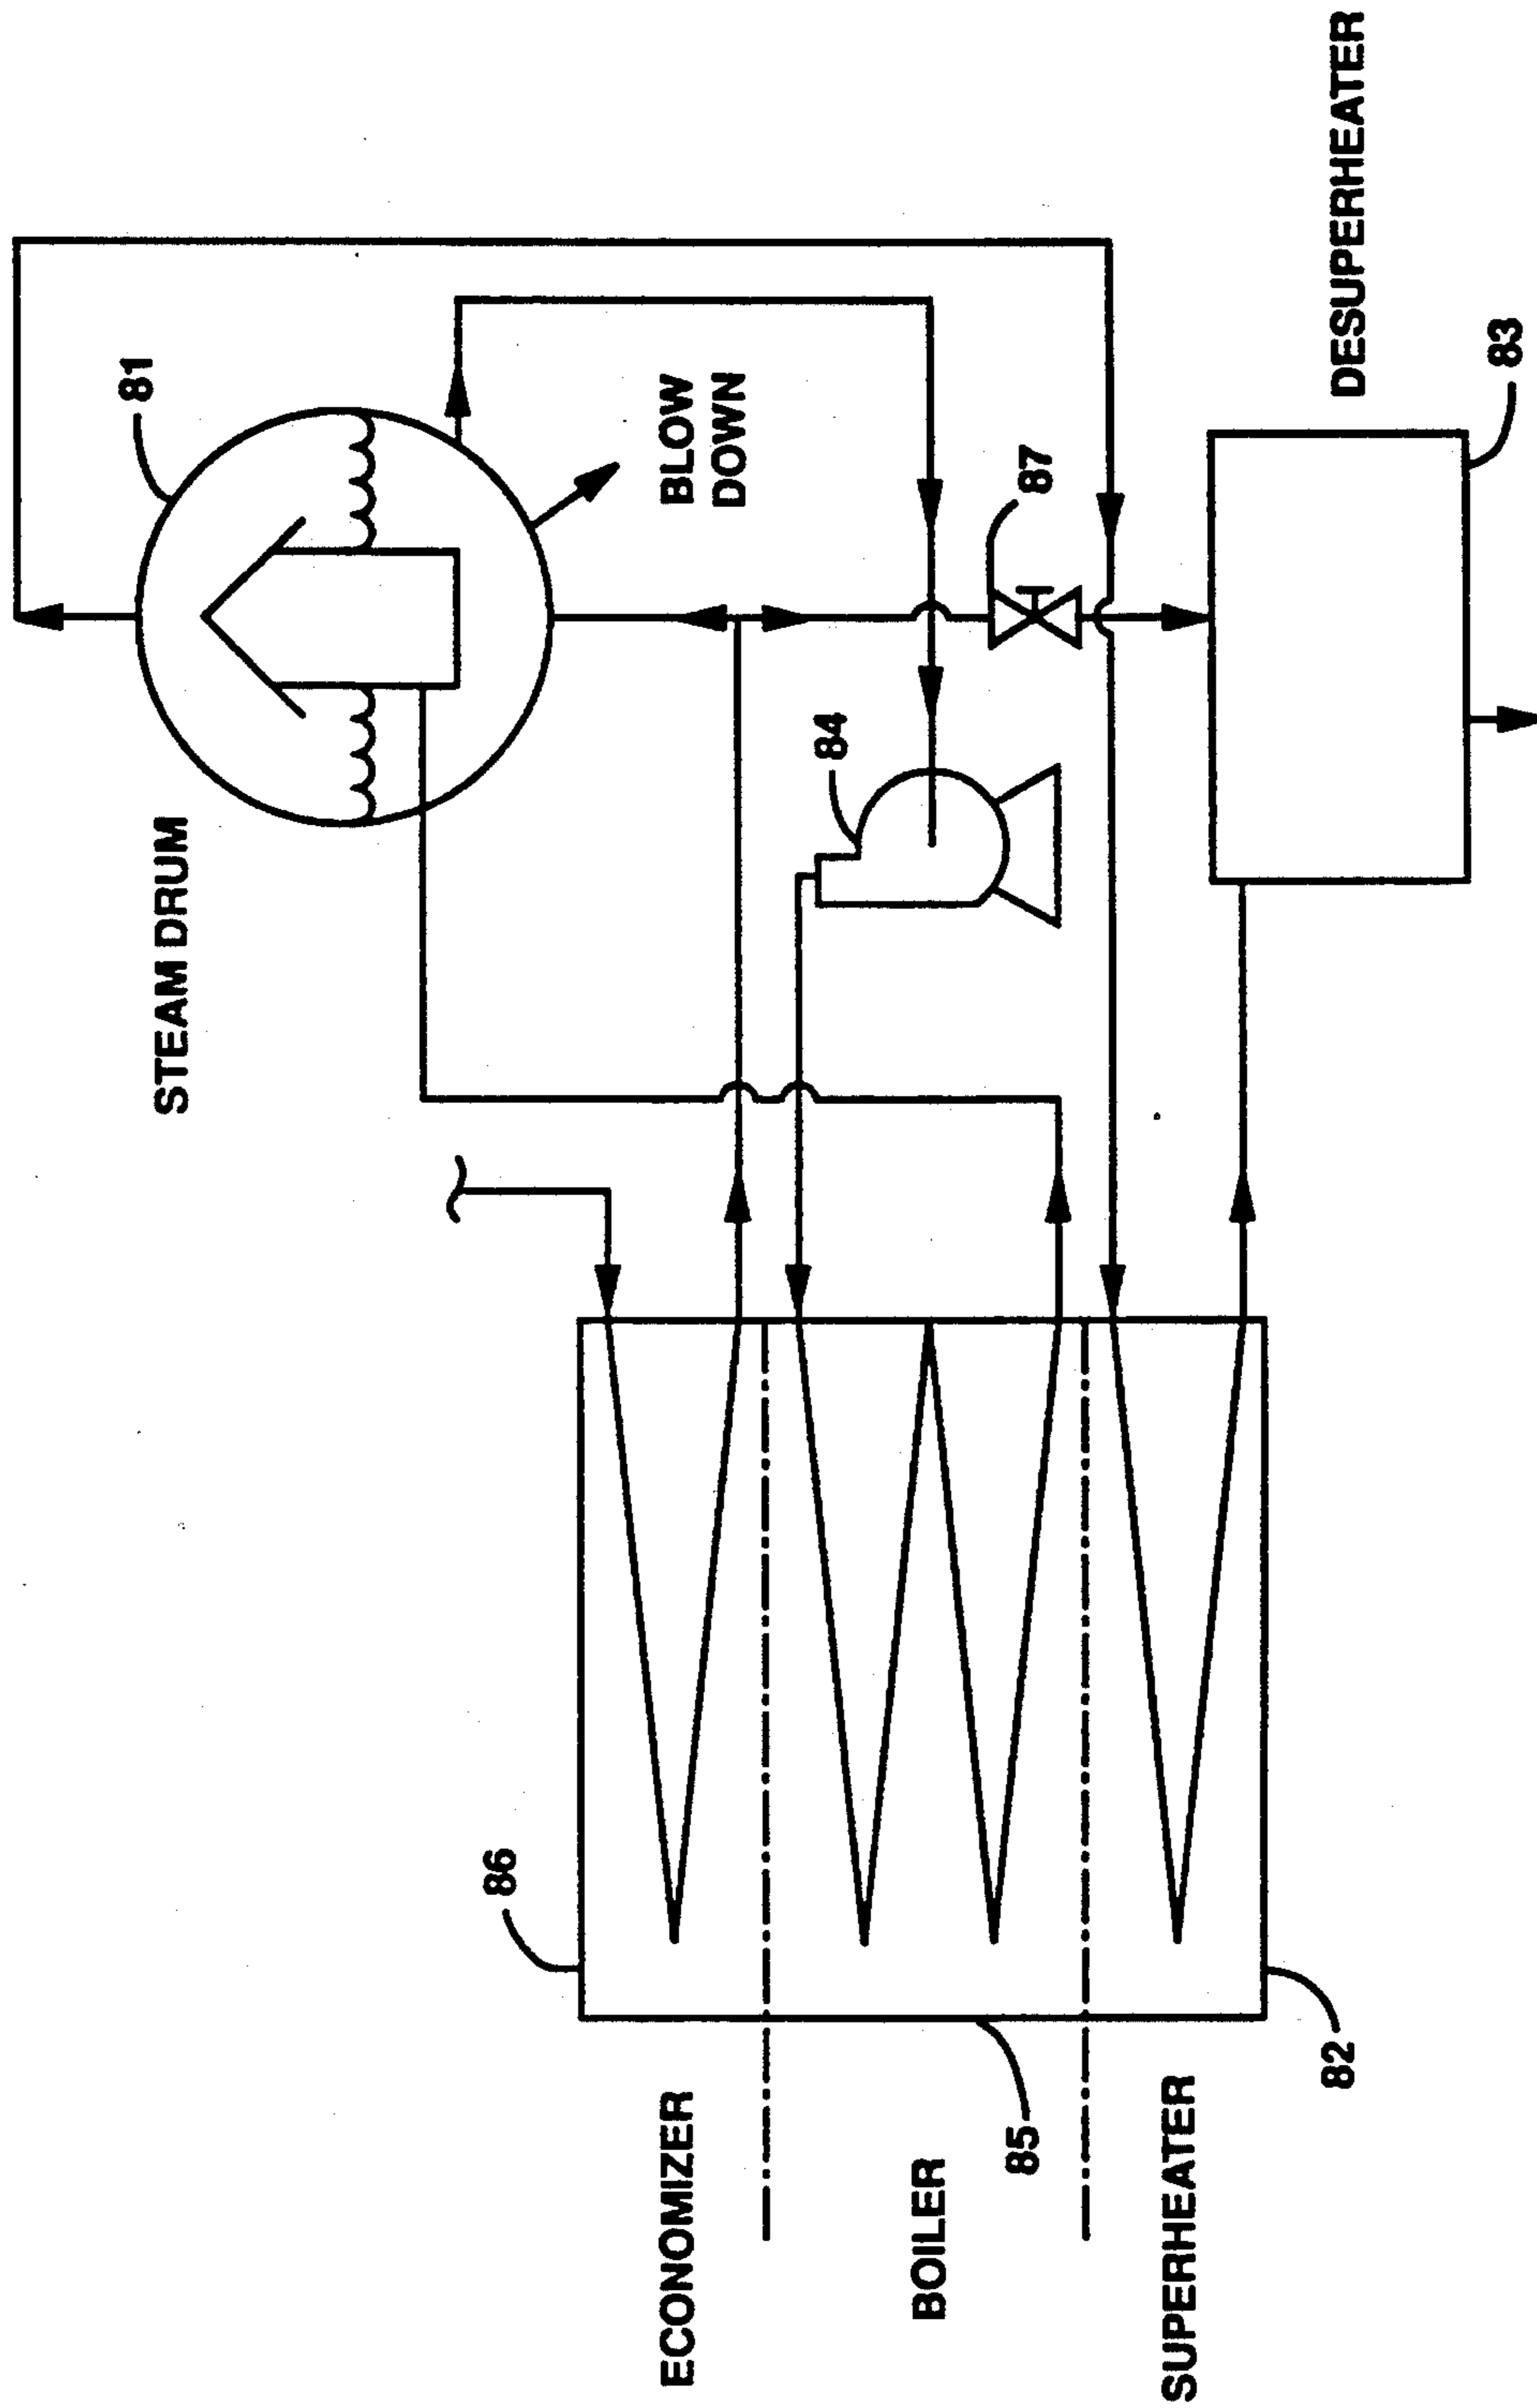 STEAM DRUM
81
BLOW
DOWN
84
87
DESUPERHEATER
83
86
ECONOMIZER
BOILER
85
SUPERHEATER
82